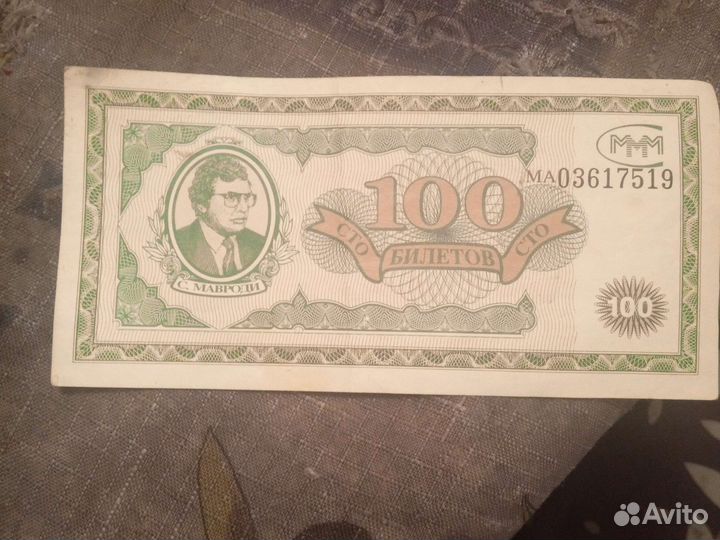 МММ
МА03617519
100
СТО БИЛЕТОВ СТО
С. МАВРОДИ
100
Avito